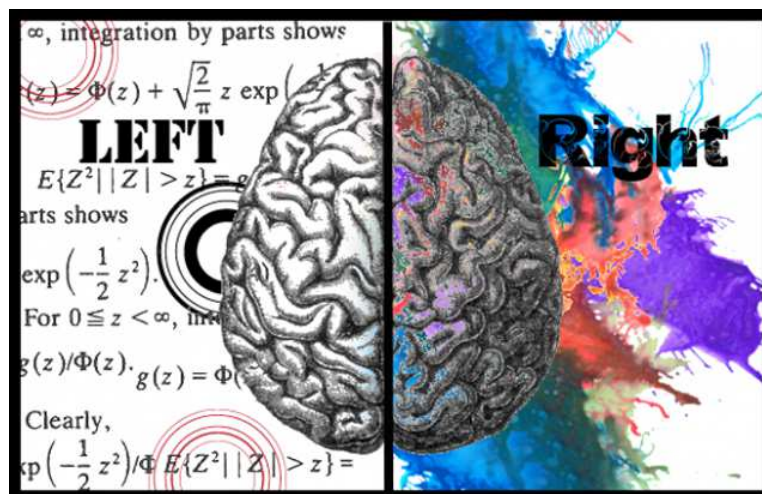 ∞, integration by parts shows
(z) = Φ(z) + √(2/π) z exp(
LEFT
Right
E{Z²| |Z| > z} = g
arts shows
exp(−1/2 z²).
For 0 ≦ z < ∞, int
g(z)/Φ(z).
g(z) = Φ(
Clearly,
xp(−1/2 z²)/Φ
E{Z²| |Z| > z} =